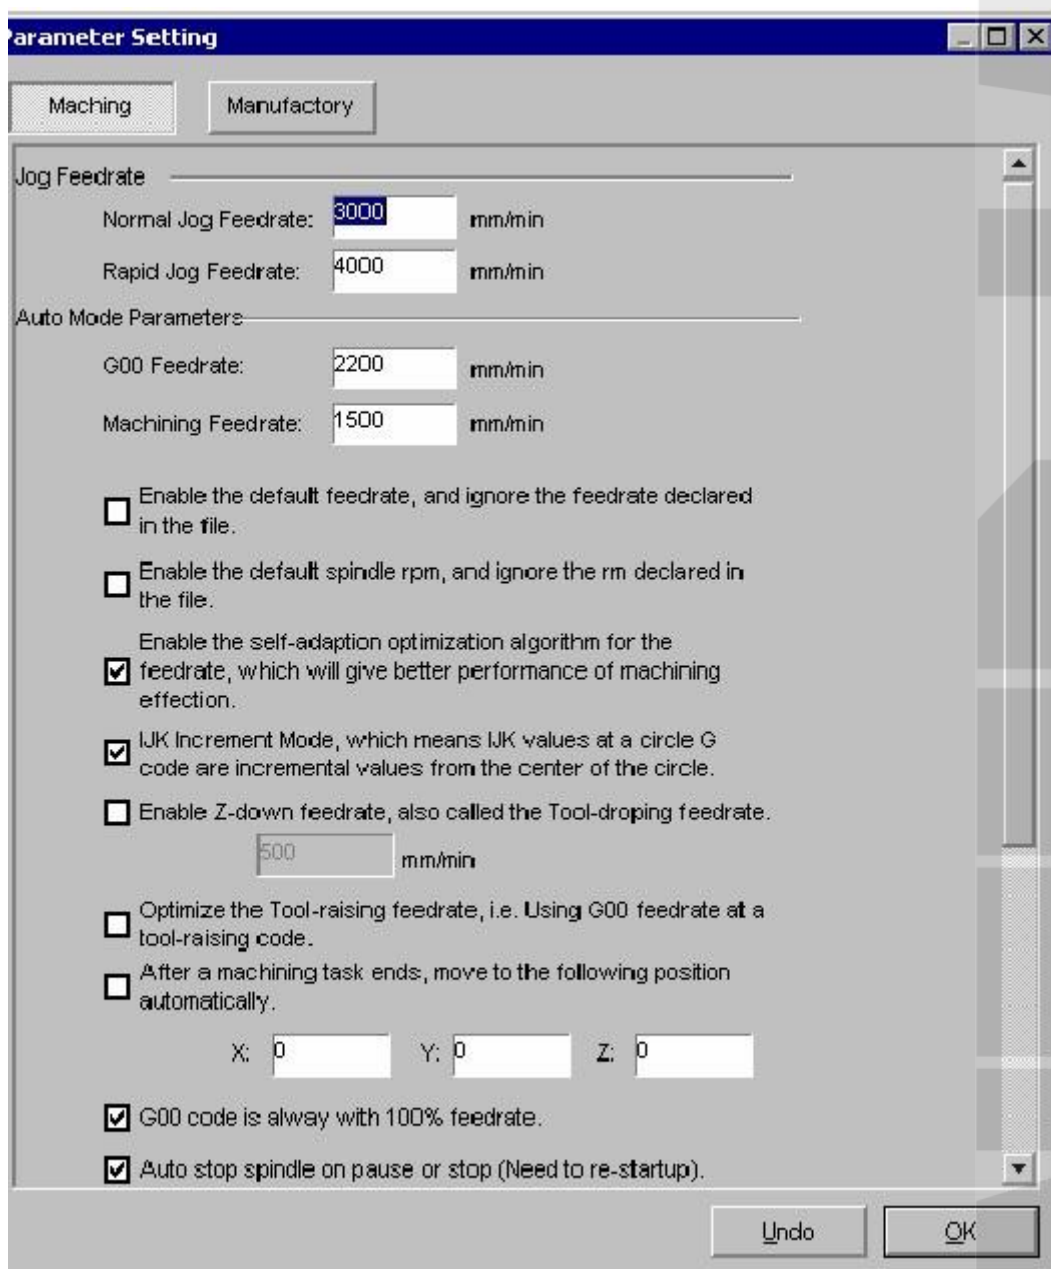 Parameter Setting
Maching Manufactory
Jog Feedrate
Normal Jog Feedrate: 3000 mm/min
Rapid Jog Feedrate: 4000 mm/min
Auto Mode Parameters
G00 Feedrate: 2200 mm/min
Machining Feedrate: 1500 mm/min
Enable the default feedrate, and ignore the feedrate declared
in the file.
Enable the default spindle rpm, and ignore the rm declared in
the file.
Enable the self-adaption optimization algorithm for the
feedrate, which will give better performance of machining
effection.
IJK Increment Mode, which means IJK values at a circle G
code are incremental values from the center of the circle.
Enable Z-down feedrate, also called the Tool-droping feedrate.
500 mm/min
Optimize the Tool-raising feedrate, i.e. Using G00 feedrate at a
tool-raising code.
After a machining task ends, move to the following position
automatically.
X: 0 Y: 0 Z: 0
G00 code is alway with 100% feedrate.
Auto stop spindle on pause or stop (Need to re-startup).
Undo OK